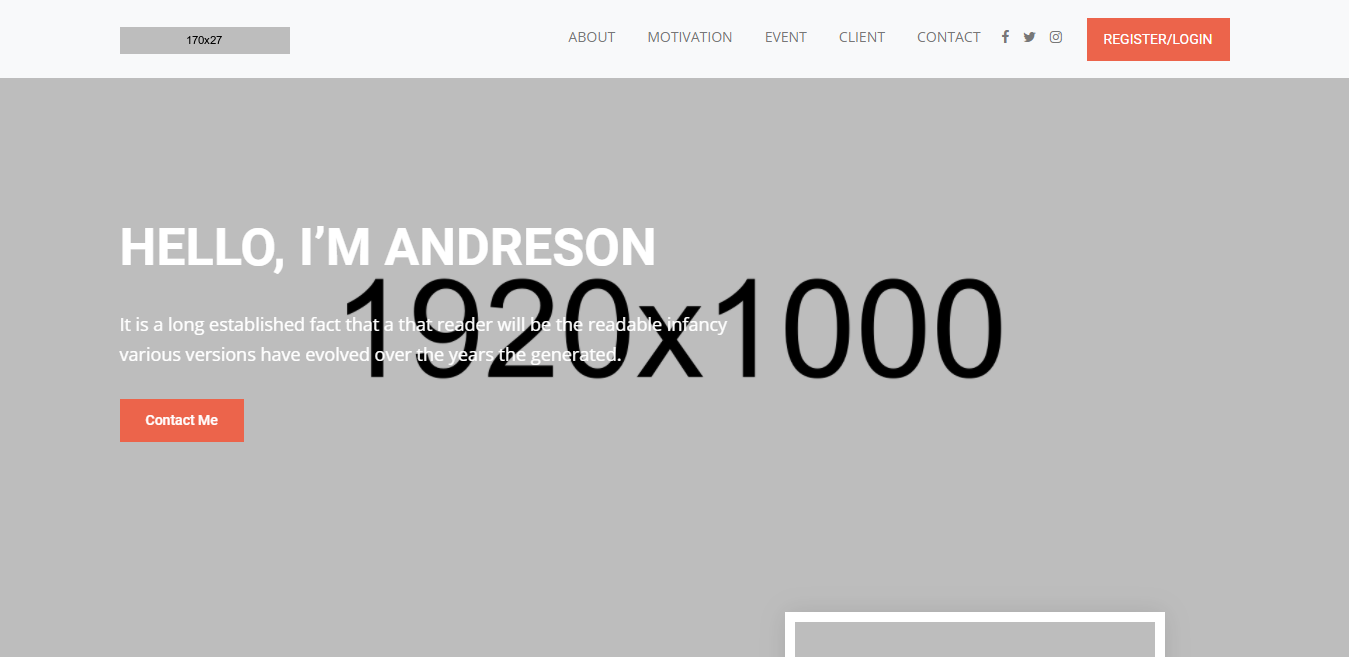 170x27
ABOUT MOTIVATION EVENT CLIENT CONTACT REGISTER/LOGIN
HELLO, I’M ANDRESON
1920x1000
It is a long established fact that a that reader will be the readable infancy
various versions have evolved over the years the generated.
Contact Me